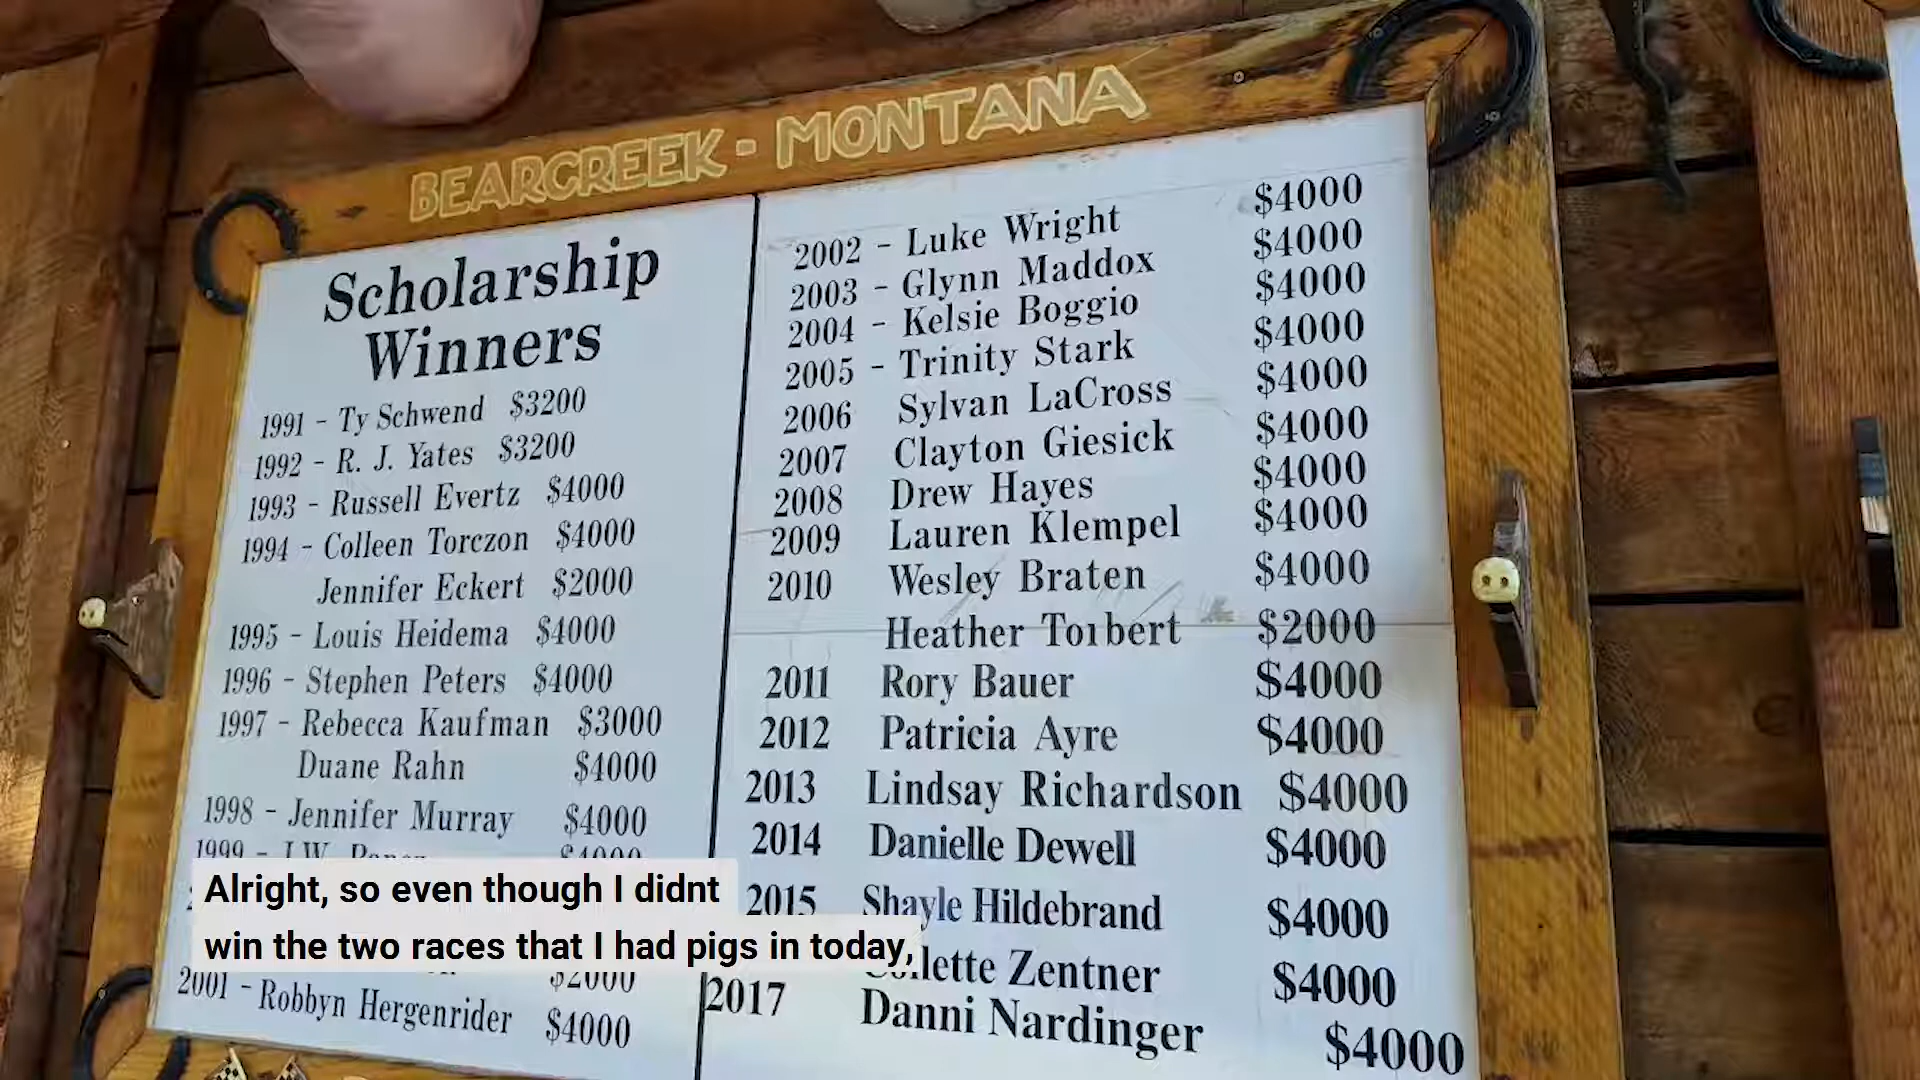 BEARCREEK - MONTANA
Scholarship
Winners
1991 - Ty Schwend $3200
1992 - R. J. Yates $3200
1993 - Russell Evertz $4000
1994 - Colleen Torczon $4000
Jennifer Eckert $2000
1995 - Louis Heidema $4000
1996 - Stephen Peters $4000
1997 - Rebecca Kaufman $3000
Duane Rahn $4000
1998 - Jennifer Murray $4000
1999 - J.W. $4000
$2000
2001 - Robbyn Hergenrider $4000
2002 - Luke Wright $4000
2003 - Glynn Maddox $4000
2004 - Kelsie Boggio $4000
2005 - Trinity Stark $4000
2006 Sylvan LaCross $4000
2007 Clayton Giesick $4000
2008 Drew Hayes $4000
2009 Lauren Klempel $4000
2010 Wesley Braten $4000
Heather Torbert $2000
2011 Rory Bauer $4000
2012 Patricia Ayre $4000
2013 Lindsay Richardson $4000
2014 Danielle Dewell $4000
2015 Shayle Hildebrand $4000
Zentner $4000
2017 Danni Nardinger $4000
Alright, so even though I didnt
win the two races that I had pigs in today,